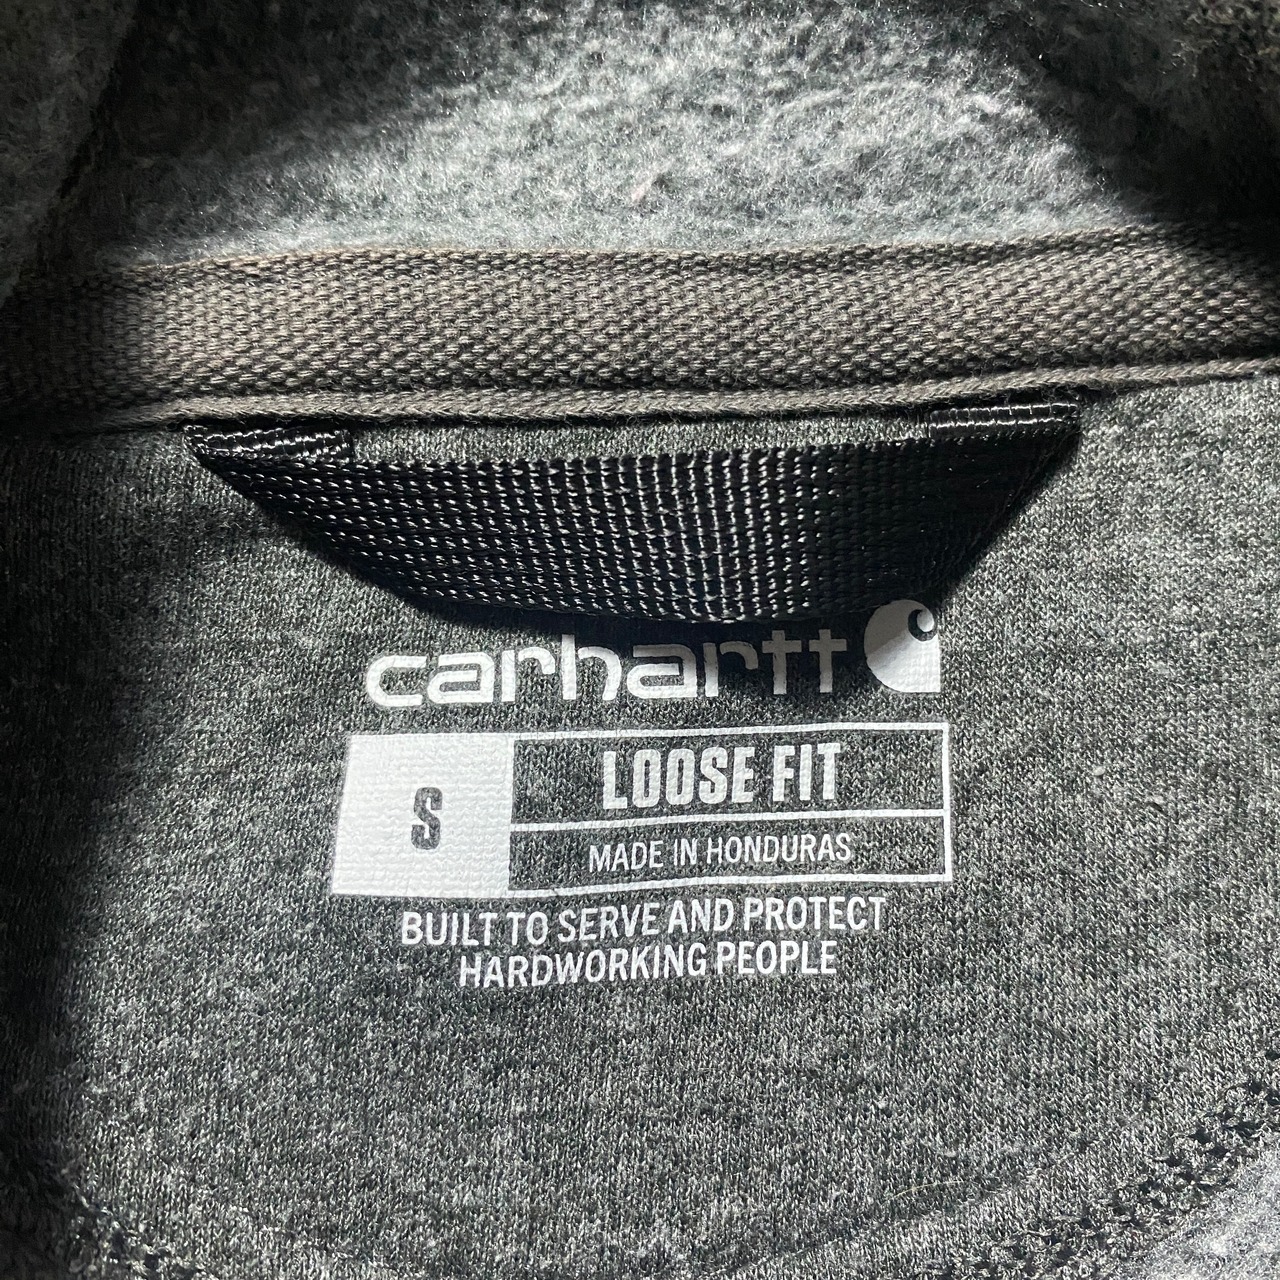 carhartt
S
LOOSE FIT
MADE IN HONDURAS
BUILT TO SERVE AND PROTECT
HARDWORKING PEOPLE